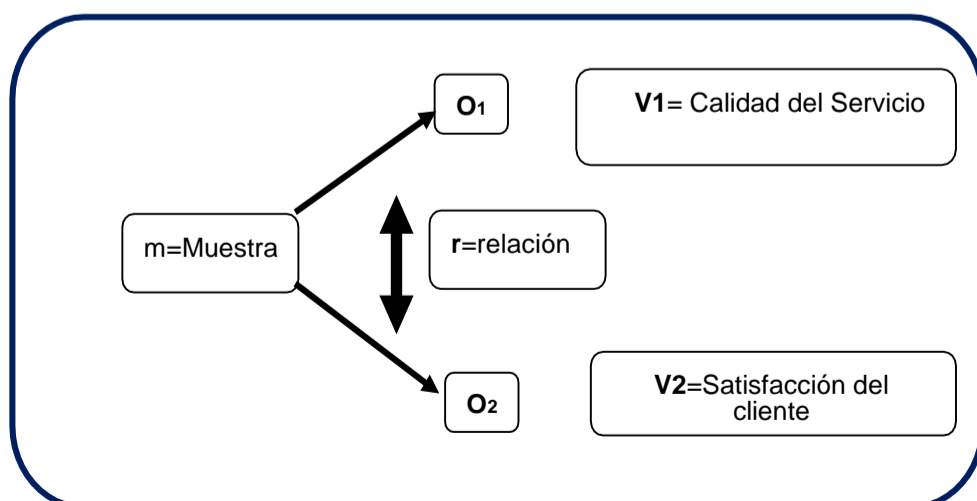 O1
V1= Calidad del Servicio
m=Muestra
r=relación
O2
V2=Satisfacción del
cliente